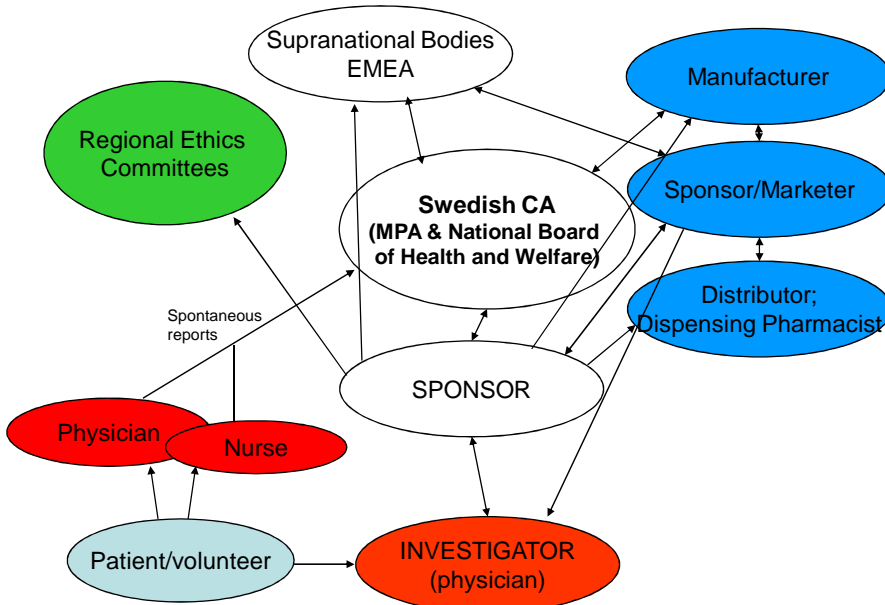 Supranational Bodies
EMEA
Manufacturer
Regional Ethics
Committees
Swedish CA
(MPA & National Board
of Health and Welfare)
Sponsor/Marketer
Distributor;
Dispensing Pharmacist
Spontaneous
reports
SPONSOR
Physician
Nurse
Patient/volunteer
INVESTIGATOR
(physician)